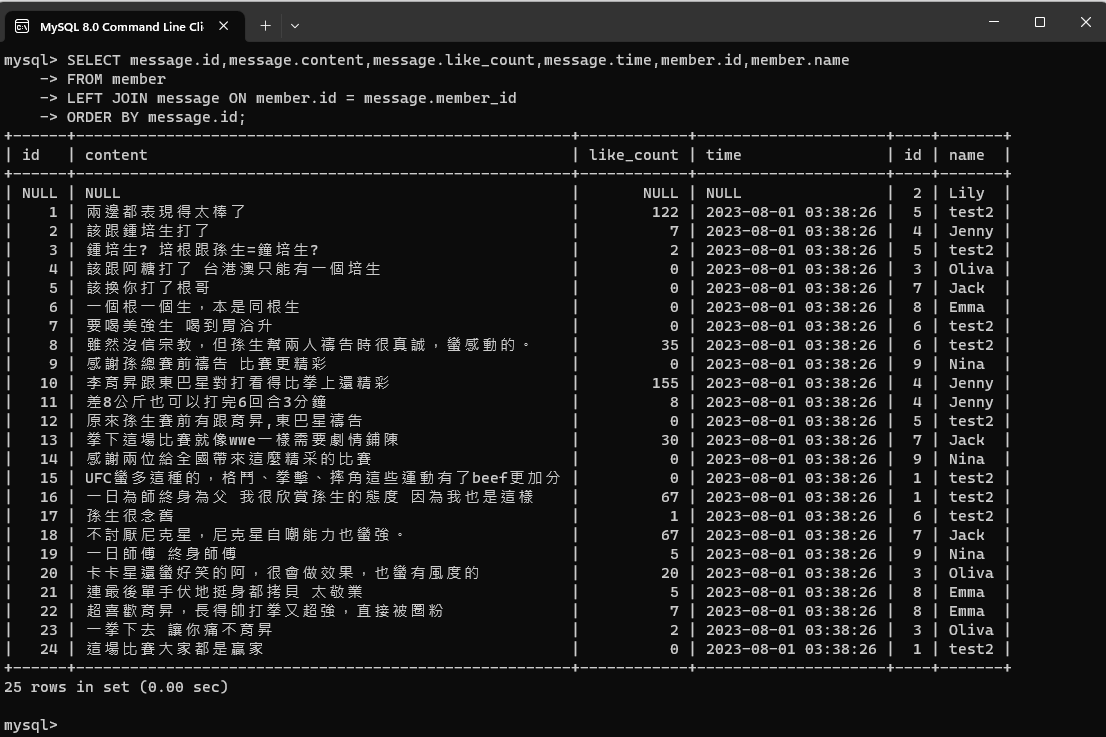 MySQL 8.0 Command Line Cli
mysql> SELECT message.id,message.content,message.like_count,message.time,member.id,member.name
    -> FROM member
    -> LEFT JOIN message ON member.id = message.member_id
    -> ORDER BY message.id;
| id | content | like_count | time | id | name |
| NULL | NULL | NULL | NULL | 2 | Lily |
| 1 | 兩邊都表現得太棒了 | 122 | 2023-08-01 03:38:26 | 5 | test2 |
| 2 | 該跟鍾培生打了 | 7 | 2023-08-01 03:38:26 | 4 | Jenny |
| 3 | 鍾培生? 培根跟孫生=鐘培生? | 2 | 2023-08-01 03:38:26 | 5 | test2 |
| 4 | 該跟阿糖打了 台港澳只能有一個培生 | 0 | 2023-08-01 03:38:26 | 3 | Oliva |
| 5 | 該換你打了根哥 | 0 | 2023-08-01 03:38:26 | 7 | Jack |
| 6 | 一個根一個生，本是同根生 | 0 | 2023-08-01 03:38:26 | 8 | Emma |
| 7 | 要喝美強生 喝到胃洽升 | 0 | 2023-08-01 03:38:26 | 6 | test2 |
| 8 | 雖然沒信宗教，但孫生幫兩人禱告時很真誠，蠻感動的。 | 35 | 2023-08-01 03:38:26 | 6 | test2 |
| 9 | 感謝孫總賽前禱告 比賽更精彩 | 0 | 2023-08-01 03:38:26 | 9 | Nina |
| 10 | 李育昇跟東巴星對打看得比拳上還精彩 | 155 | 2023-08-01 03:38:26 | 4 | Jenny |
| 11 | 差8公斤也可以打完6回合3分鐘 | 8 | 2023-08-01 03:38:26 | 4 | Jenny |
| 12 | 原來孫生賽前有跟育昇,東巴星禱告 | 0 | 2023-08-01 03:38:26 | 5 | test2 |
| 13 | 拳下這場比賽就像wwe一樣需要劇情鋪陳 | 30 | 2023-08-01 03:38:26 | 7 | Jack |
| 14 | 感謝兩位給全國帶來這麼精采的比賽 | 0 | 2023-08-01 03:38:26 | 9 | Nina |
| 15 | UFC蠻多這種的，格鬥、拳擊、摔角這些運動有了beef更加分 | 0 | 2023-08-01 03:38:26 | 1 | test2 |
| 16 | 一日為師終身為父 我很欣賞孫生的態度 因為我也是這樣 | 67 | 2023-08-01 03:38:26 | 1 | test2 |
| 17 | 孫生很念舊 | 1 | 2023-08-01 03:38:26 | 6 | test2 |
| 18 | 不討厭尼克星，尼克星自嘲能力也蠻強。 | 67 | 2023-08-01 03:38:26 | 7 | Jack |
| 19 | 一日師傅 終身師傅 | 5 | 2023-08-01 03:38:26 | 9 | Nina |
| 20 | 卡卡星還蠻好笑的阿，很會做效果，也蠻有風度的 | 20 | 2023-08-01 03:38:26 | 3 | Oliva |
| 21 | 連最後單手伏地挺身都拷貝 太敬業 | 5 | 2023-08-01 03:38:26 | 8 | Emma |
| 22 | 超喜歡育昇，長得帥打拳又超強，直接被圈粉 | 7 | 2023-08-01 03:38:26 | 8 | Emma |
| 23 | 一拳下去 讓你痛不育昇 | 2 | 2023-08-01 03:38:26 | 3 | Oliva |
| 24 | 這場比賽大家都是贏家 | 0 | 2023-08-01 03:38:26 | 1 | test2 |
25 rows in set (0.00 sec)
mysql>